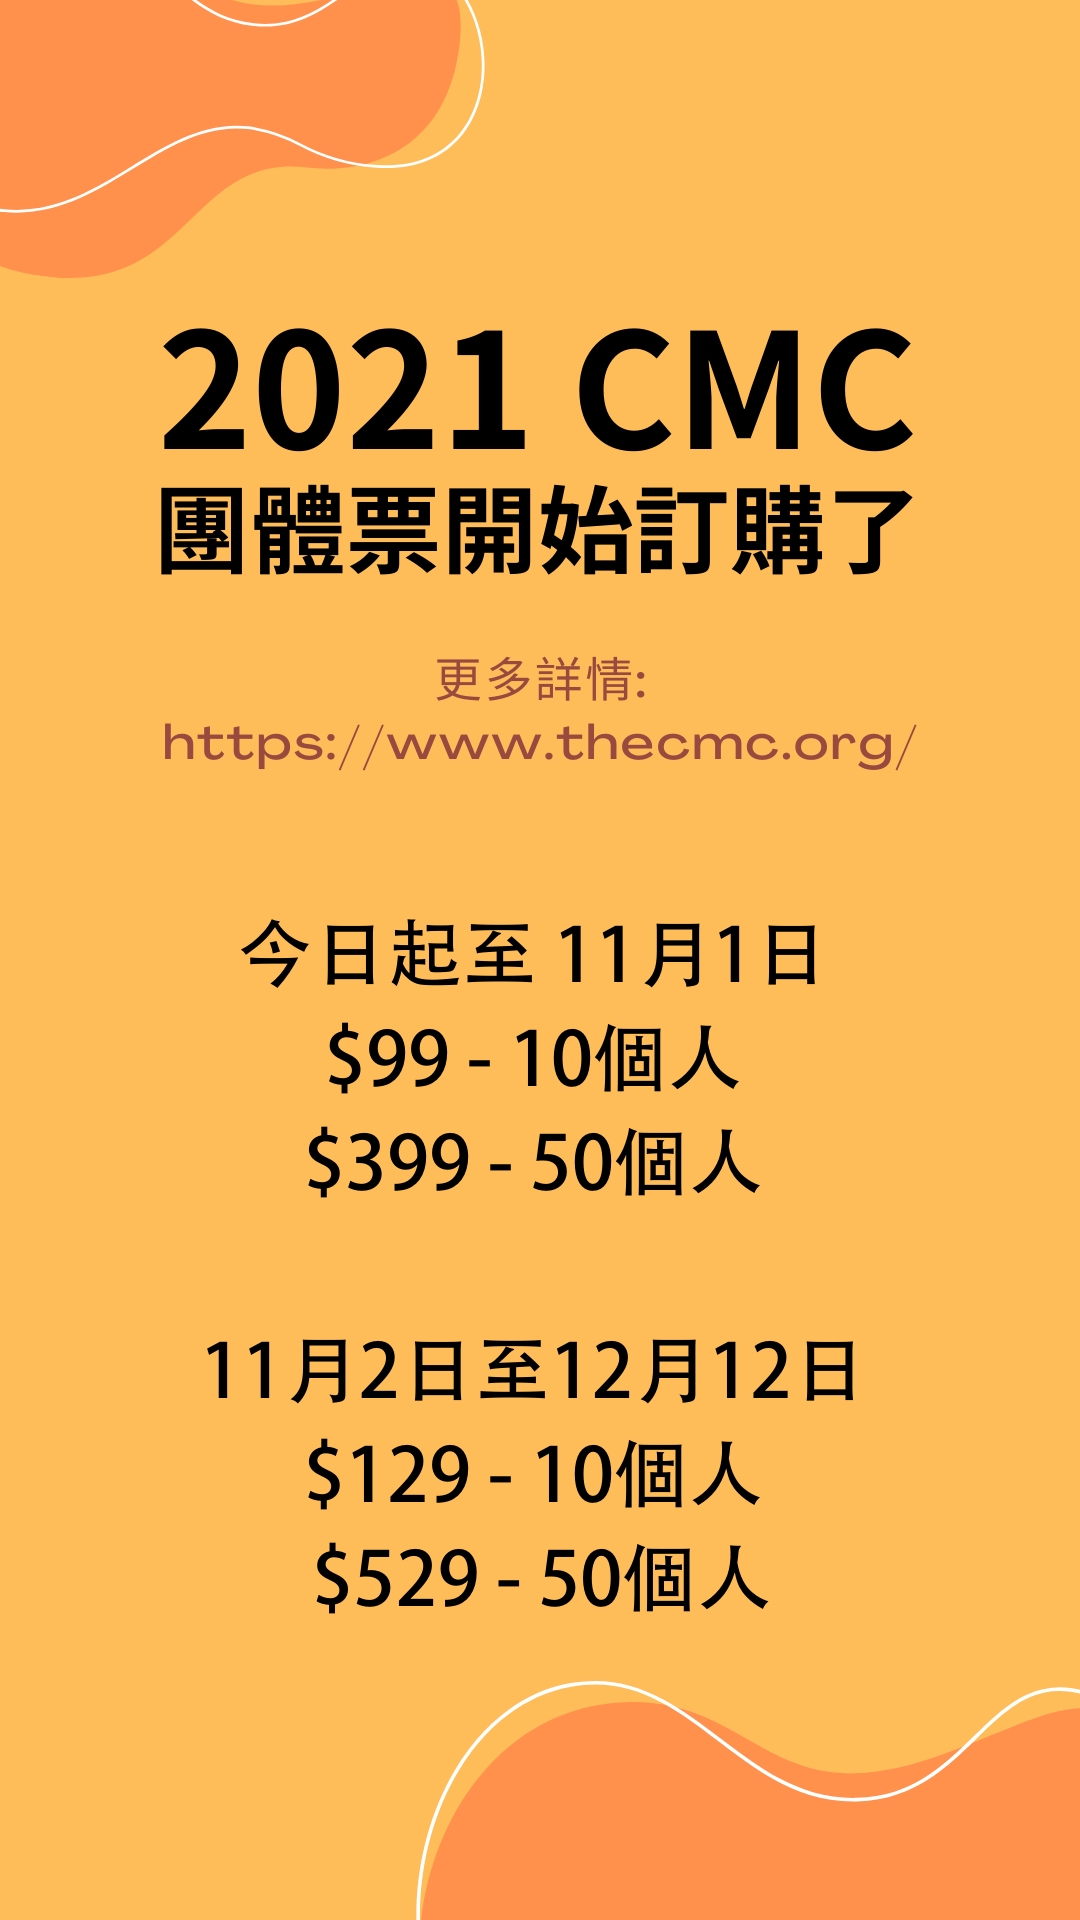 2021 CMC
團體票開始訂購了
更多詳情:
https://www.thecmc.org/
今日起至 11月1日
$99 - 10個人
$399 - 50個人
11月2日至12月12日
$129 - 10個人
$529 - 50個人